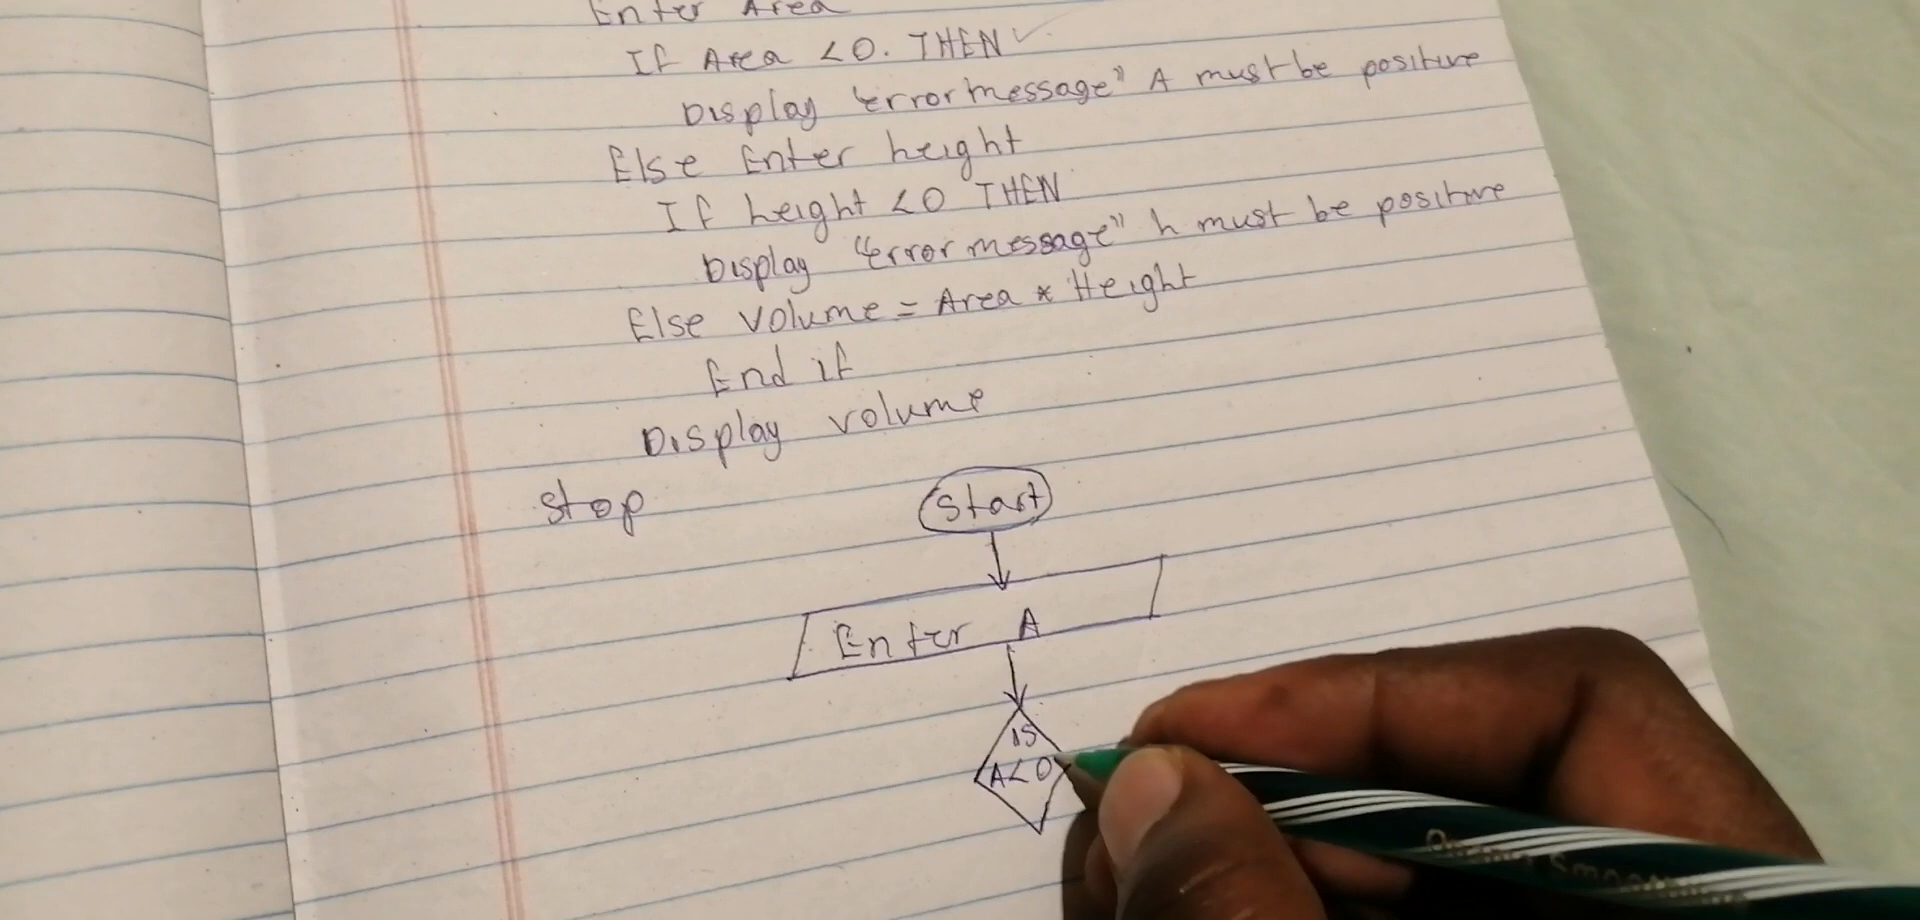 Enter Area
If Area <0. THEN ✓
Display "error message" A must be positive
Else Enter height
If height <0 THEN
Display "error message" h must be positive
Else volume = Area * Height
End if
Display volume
Stop
Start
Enter A
IS
A<0